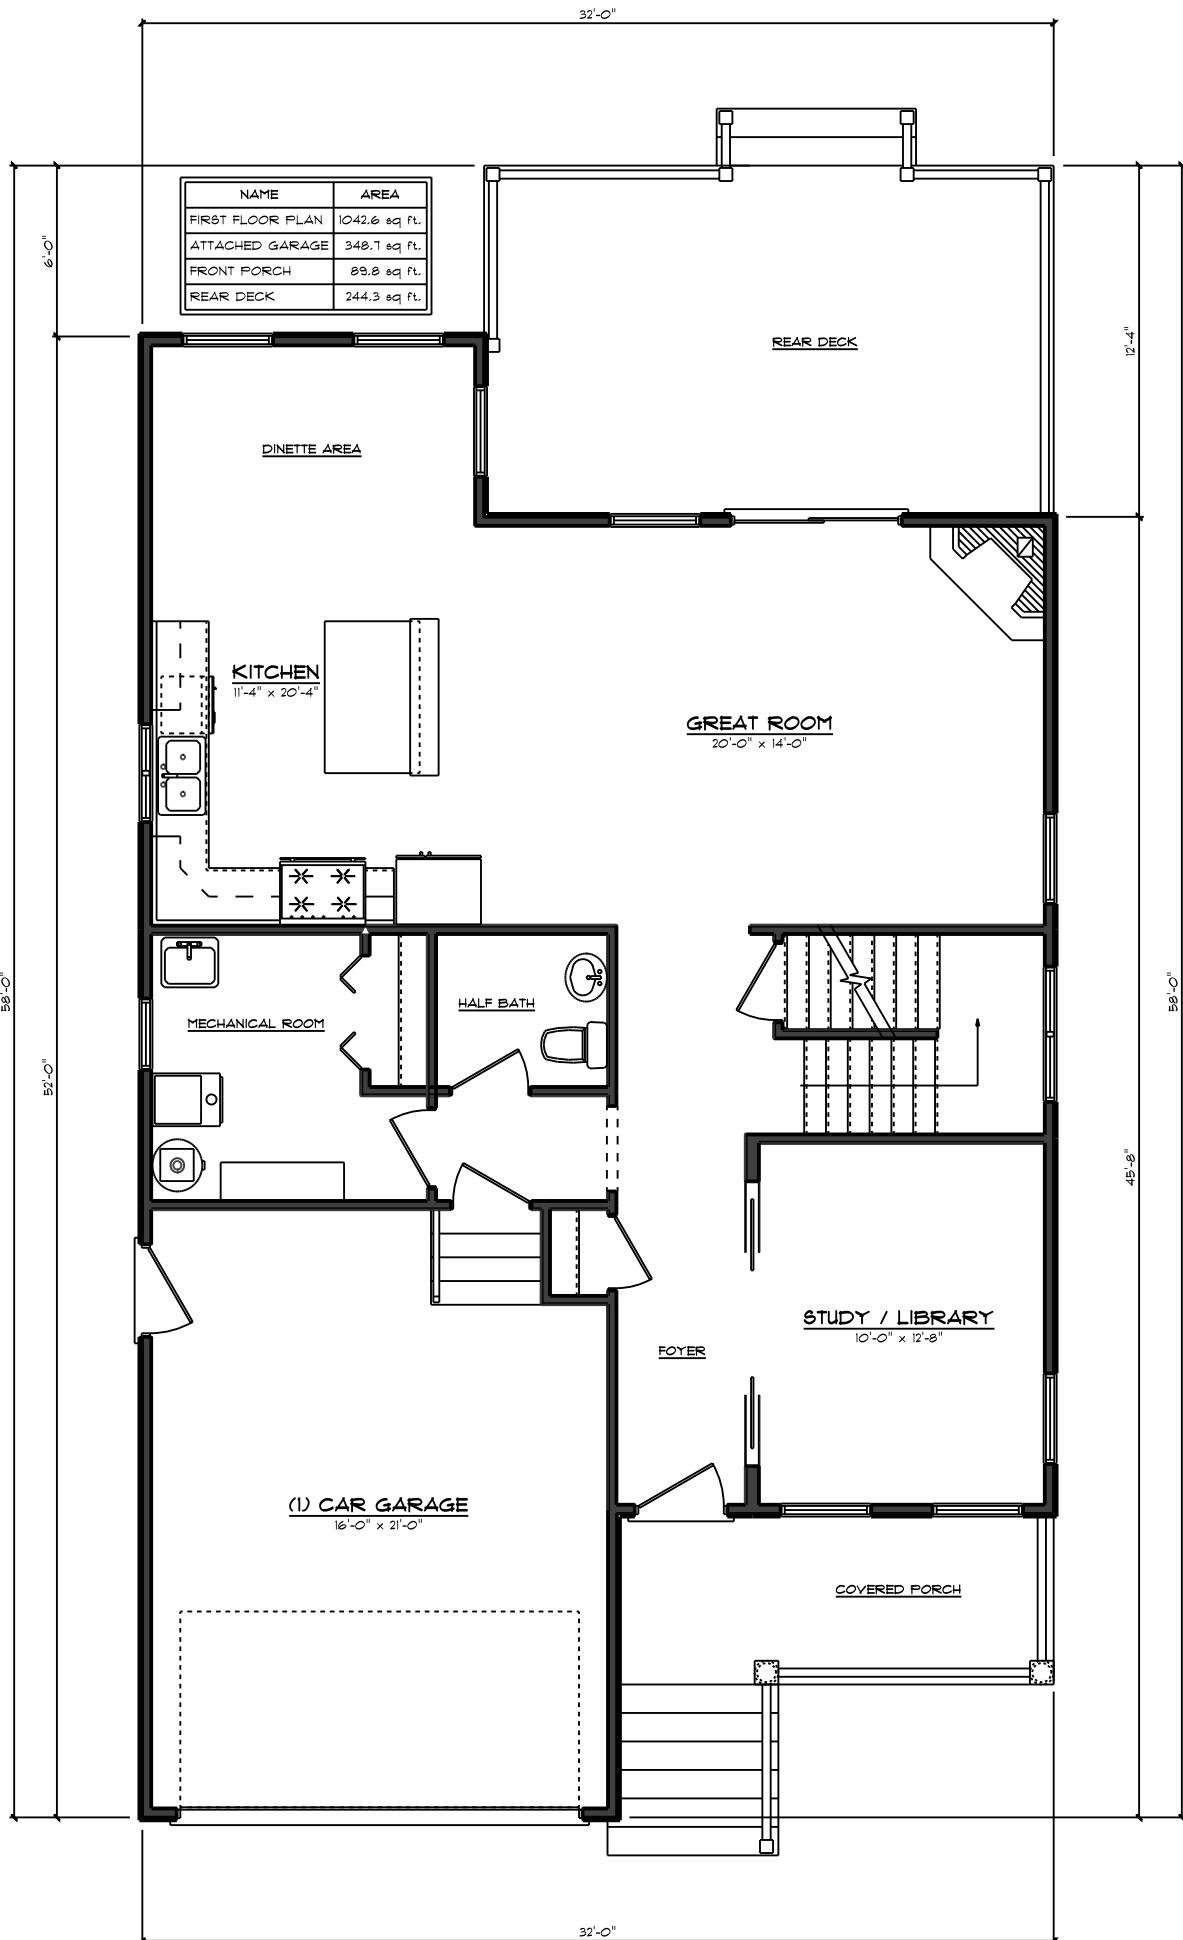 32'-0"
NAME AREA
FIRST FLOOR PLAN 1042.6 sq ft.
ATTACHED GARAGE 348.7 sq ft.
FRONT PORCH 89.8 sq ft.
REAR DECK 244.3 sq ft.
6'-0"
REAR DECK
12'-4"
DINETTE AREA
KITCHEN
11'-4" x 20'-4"
GREAT ROOM
20'-0" x 14'-0"
58'-0"
58'-0"
HALF BATH
MECHANICAL ROOM
52'-0"
45'-8"
STUDY / LIBRARY
10'-0" x 12'-8"
FOYER
(1) CAR GARAGE
16'-0" x 21'-0"
COVERED PORCH
32'-0"